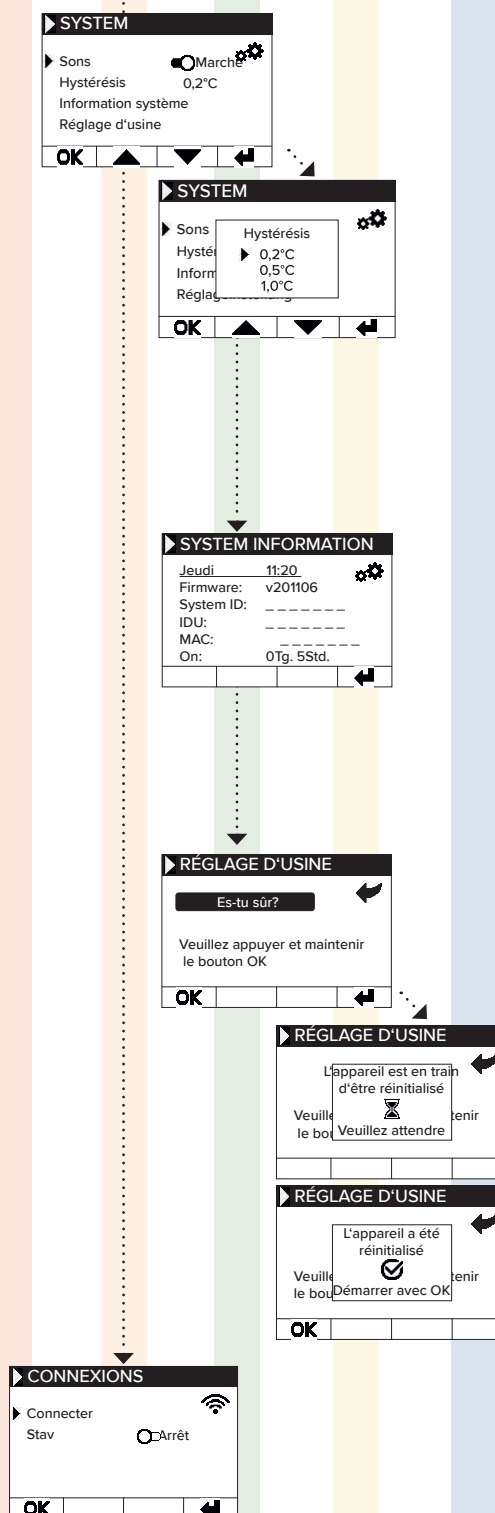 SYSTEM
Sons Marche
Hystérésis 0,2°C
Information système
Réglage d'usine
OK
SYSTEM
Sons
Hystérésis
0,2°C
0,5°C
1,0°C
OK
SYSTEM INFORMATION
Jeudi 11:20
Firmware: v201106
System ID: _ _ _ _ _ _ _
IDU: _ _ _ _ _ _ _
MAC: _ _ _ _ _ _ _
On: 0Tg. 5Std.
RÉGLAGE D'USINE
Es-tu sûr?
Veuillez appuyer et maintenir
le bouton OK
OK
RÉGLAGE D'USINE
L'appareil est en train
d'être réinitialisé
Veuillez attendre
RÉGLAGE D'USINE
L'appareil a été
réinitialisé
Démarrer avec OK
OK
CONNEXIONS
Connecter
Stav Arrêt
OK